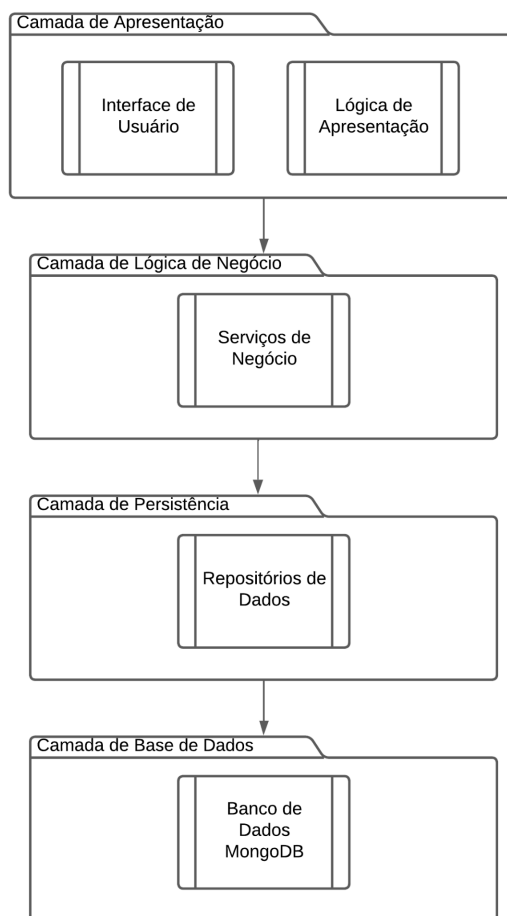 Camada de Apresentação
Interface de
Usuário
Lógica de
Apresentação
Camada de Lógica de Negócio
Serviços de
Negócio
Camada de Persistência
Repositórios de
Dados
Camada de Base de Dados
Banco de
Dados
MongoDB